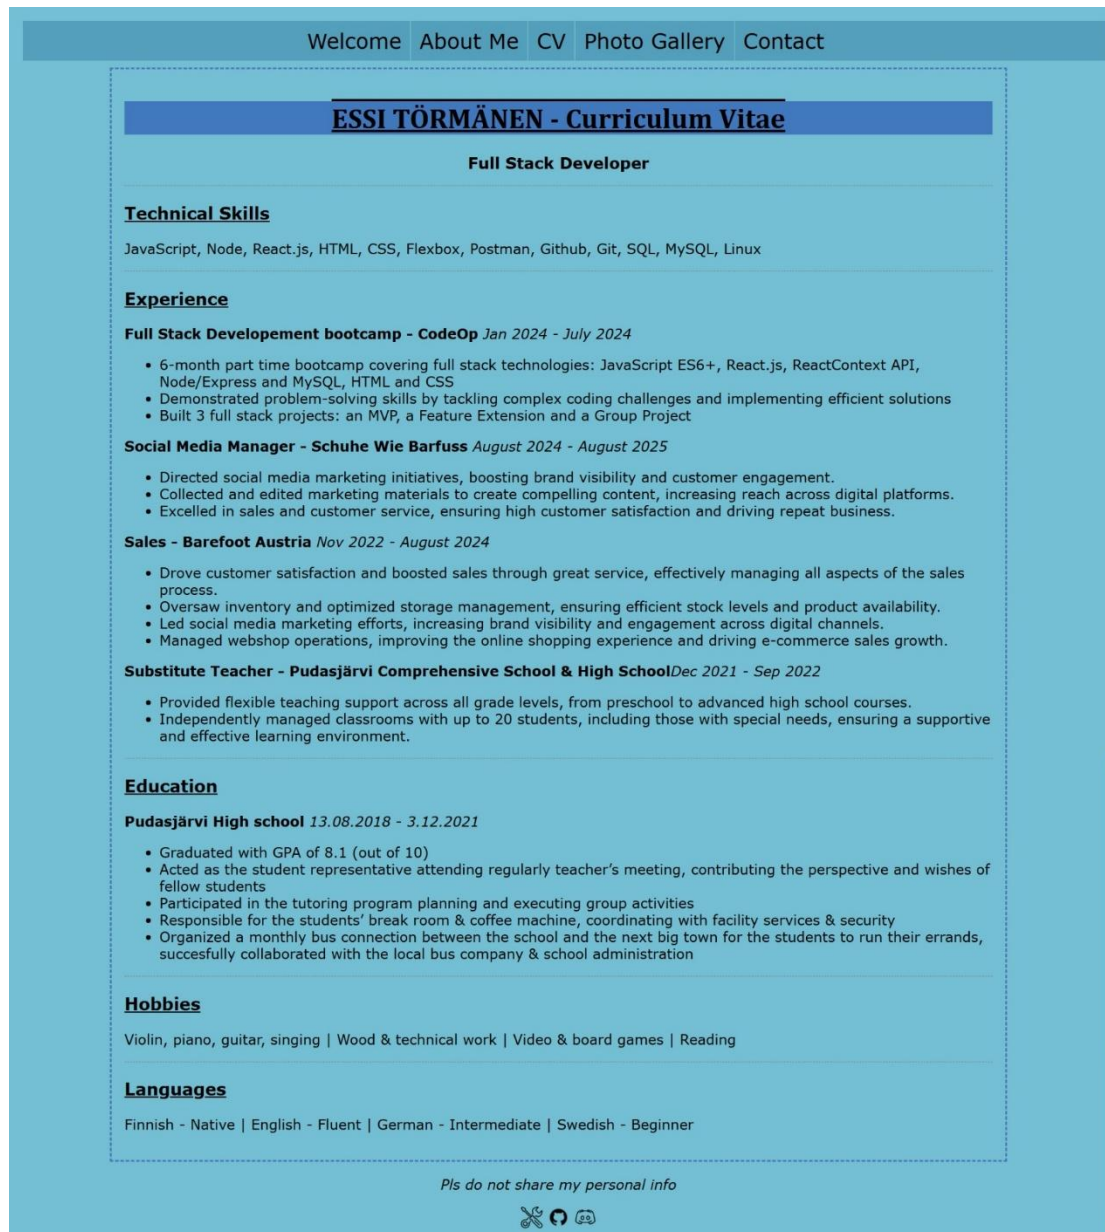 Welcome About Me CV Photo Gallery Contact
ESSI TÖRMÄNEN - Curriculum Vitae
Full Stack Developer
Technical Skills
JavaScript, Node, React.js, HTML, CSS, Flexbox, Postman, Github, Git, SQL, MySQL, Linux
Experience
Full Stack Developement bootcamp - CodeOp Jan 2024 - July 2024
• 6-month part time bootcamp covering full stack technologies: JavaScript ES6+, React.js, ReactContext API,
Node/Express and MySQL, HTML and CSS
• Demonstrated problem-solving skills by tackling complex coding challenges and implementing efficient solutions
• Built 3 full stack projects: an MVP, a Feature Extension and a Group Project
Social Media Manager - Schuhe Wie Barfuss August 2024 - August 2025
• Directed social media marketing initiatives, boosting brand visibility and customer engagement.
• Collected and edited marketing materials to create compelling content, increasing reach across digital platforms.
• Excelled in sales and customer service, ensuring high customer satisfaction and driving repeat business.
Sales - Barefoot Austria Nov 2022 - August 2024
• Drove customer satisfaction and boosted sales through great service, effectively managing all aspects of the sales
process.
• Oversaw inventory and optimized storage management, ensuring efficient stock levels and product availability.
• Led social media marketing efforts, increasing brand visibility and engagement across digital channels.
• Managed webshop operations, improving the online shopping experience and driving e-commerce sales growth.
Substitute Teacher - Pudasjärvi Comprehensive School & High SchoolDec 2021 - Sep 2022
• Provided flexible teaching support across all grade levels, from preschool to advanced high school courses.
• Independently managed classrooms with up to 20 students, including those with special needs, ensuring a supportive
and effective learning environment.
Education
Pudasjärvi High school 13.08.2018 - 3.12.2021
• Graduated with GPA of 8.1 (out of 10)
• Acted as the student representative attending regularly teacher’s meeting, contributing the perspective and wishes of
fellow students
• Participated in the tutoring program planning and executing group activities
• Responsible for the students’ break room & coffee machine, coordinating with facility services & security
• Organized a monthly bus connection between the school and the next big town for the students to run their errands,
succesfully collaborated with the local bus company & school administration
Hobbies
Violin, piano, guitar, singing | Wood & technical work | Video & board games | Reading
Languages
Finnish - Native | English - Fluent | German - Intermediate | Swedish - Beginner
Pls do not share my personal info